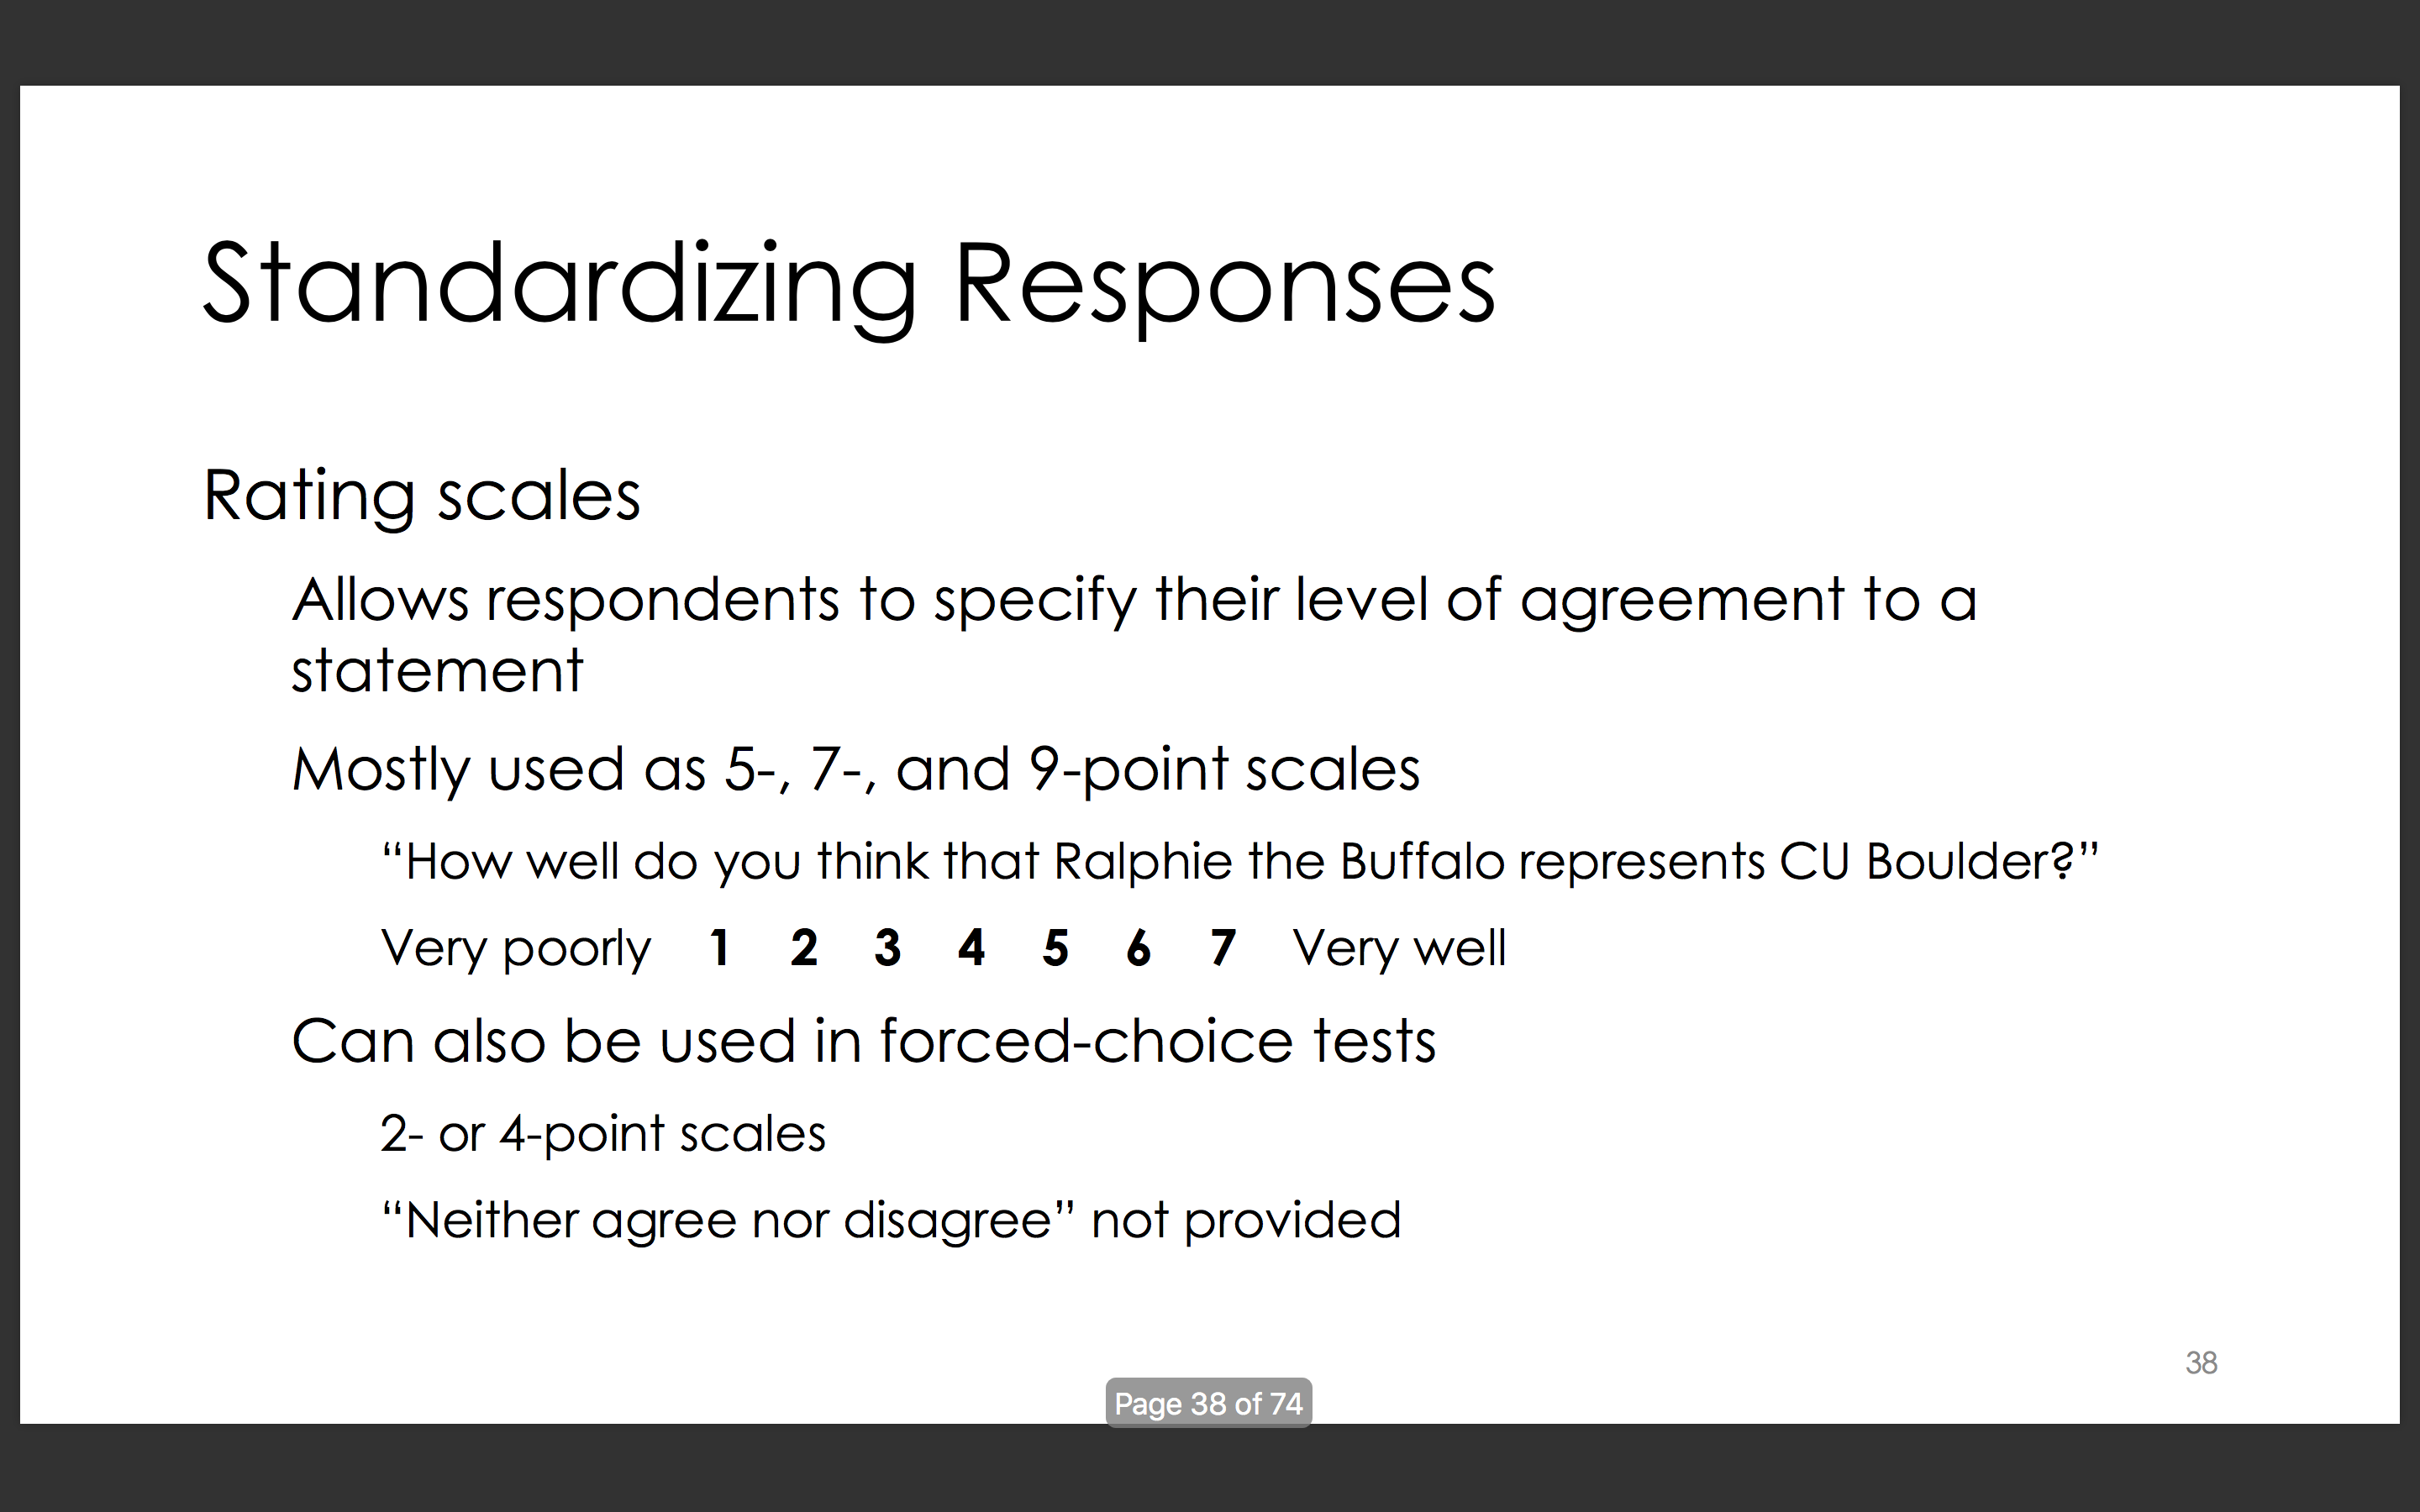 Standardizing Responses
Rating scales
Allows respondents to specify their level of agreement to a
statement
Mostly used as 5-, 7-, and 9-point scales
“How well do you think that Ralphie the Buffalo represents CU Boulder?”
Very poorly 1 2 3 4 5 6 7 Very well
Can also be used in forced-choice tests
2- or 4-point scales
“Neither agree nor disagree” not provided
38
Page 38 of 74